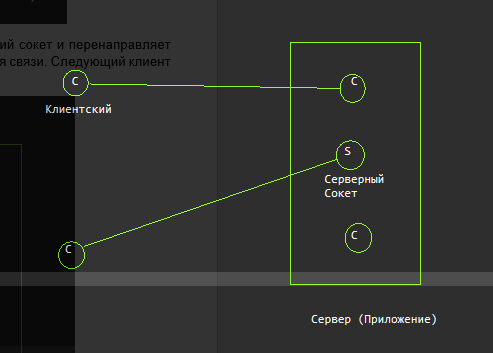 ий сокет и перенаправляет
я связи. Следующий клиент
C
C
Клиентский
S
Серверный
Сокет
C
C
Сервер (Приложение)